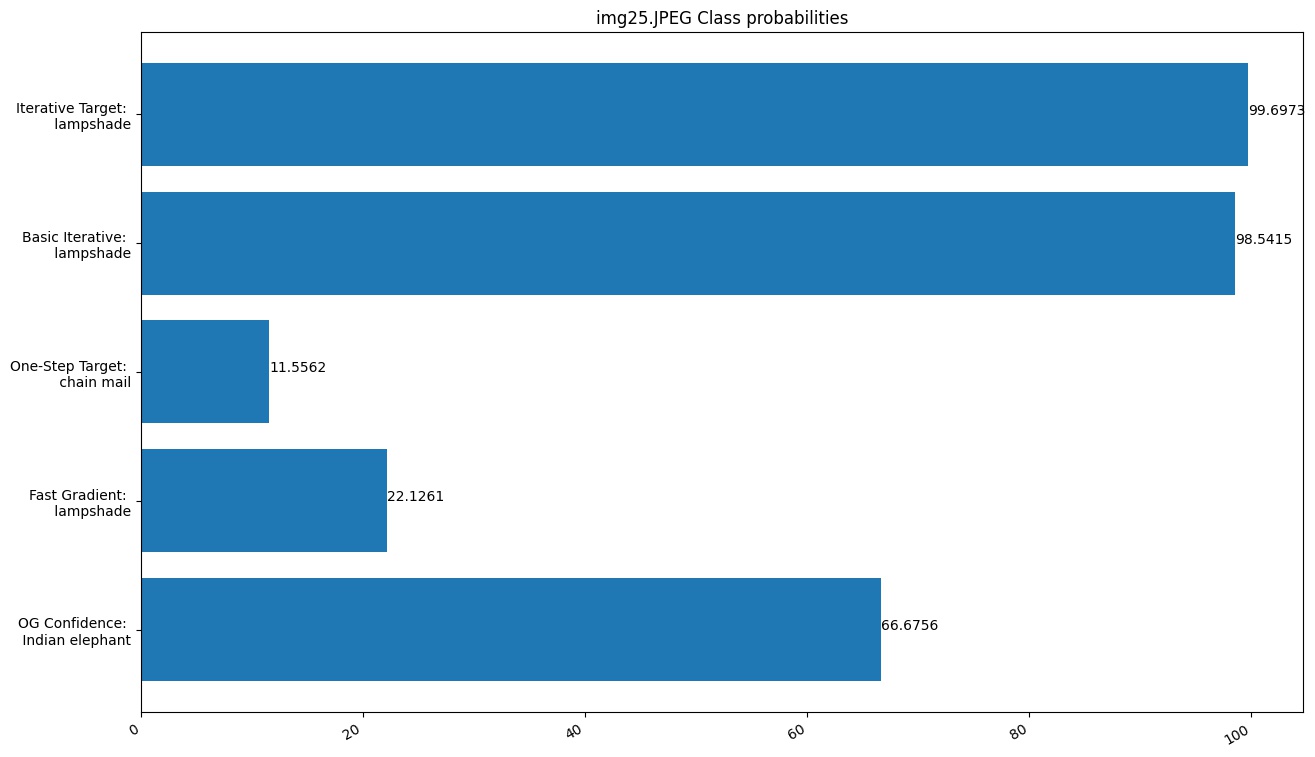 img25.JPEG Class probabilities
Iterative Target:
lampshade
99.6973
Basic Iterative:
lampshade
98.5415
One-Step Target:
chain mail
11.5562
Fast Gradient:
lampshade
22.1261
OG Confidence:
Indian elephant
66.6756
0
20
40
60
80
100